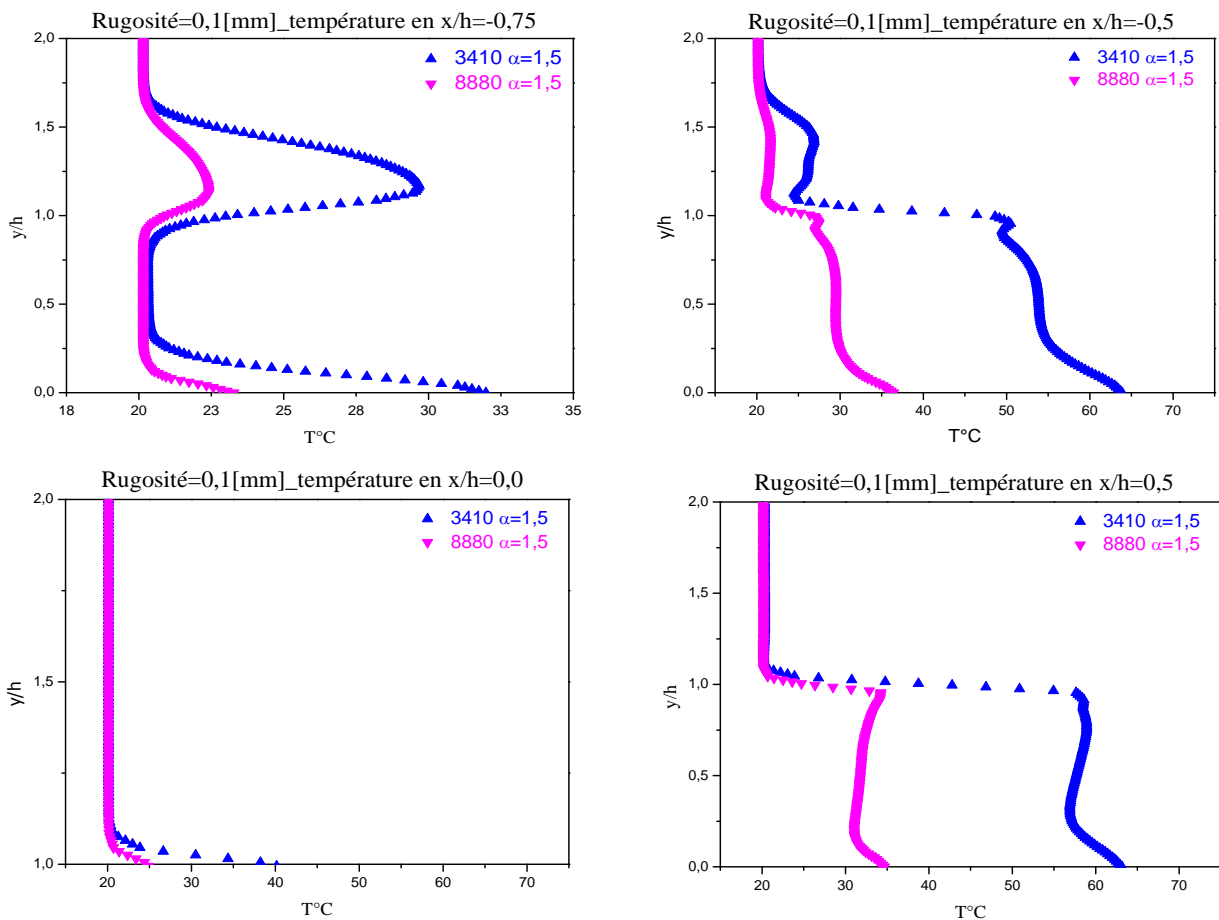 Rugosité=0,1[mm]_température en x/h=-0,75
2,0
1,5
1,0
0,5
0,0
y/h
3410 α=1,5
8880 α=1,5
18 20 23 25 28 30 33 35
T°C
Rugosité=0,1[mm]_température en x/h=-0,5
2,0
1,5
1,0
0,5
0,0
y/h
3410 α=1,5
8880 α=1,5
20 30 40 50 60 70
T°C
Rugosité=0,1[mm]_température en x/h=0,0
2,0
1,5
1,0
y/h
3410 α=1,5
8880 α=1,5
20 30 40 50 60 70
T°C
Rugosité=0,1[mm]_température en x/h=0,5
2,0
1,5
1,0
0,5
0,0
y/h
3410 α=1,5
8880 α=1,5
20 30 40 50 60 70
T°C